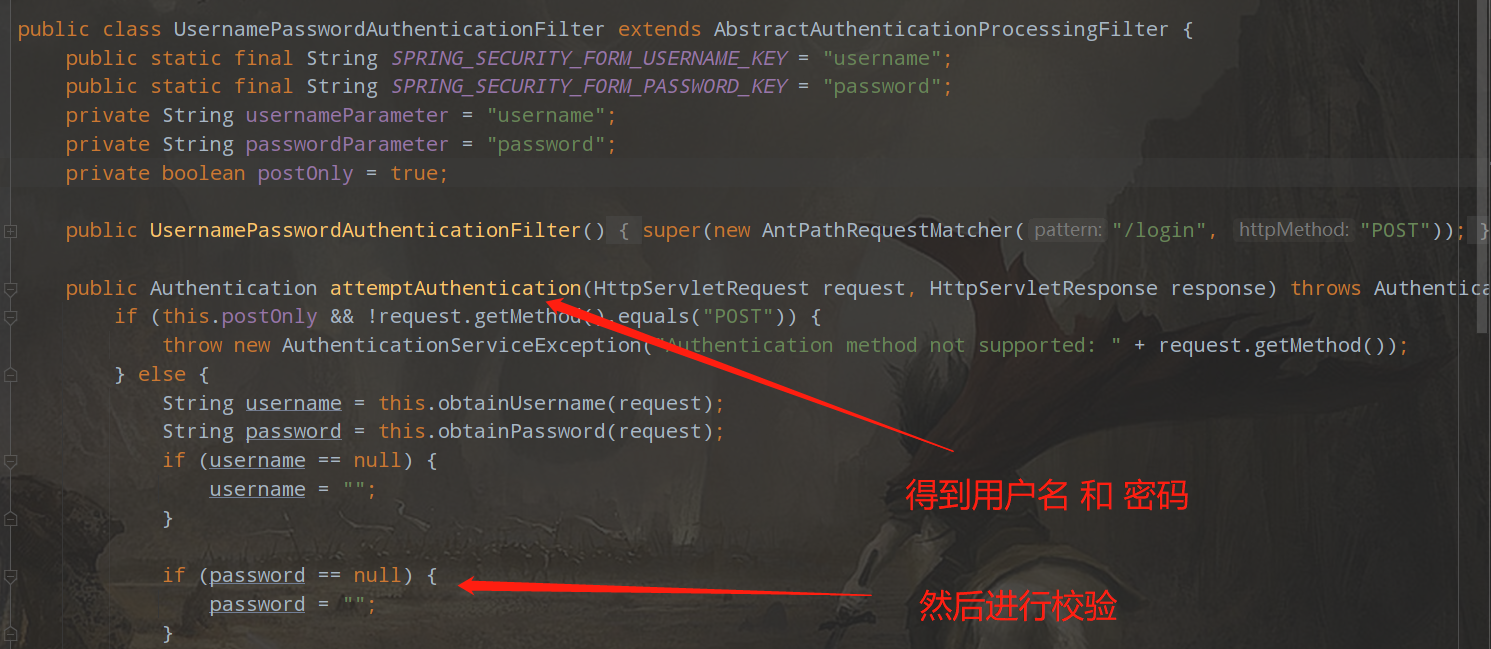 public class UsernamePasswordAuthenticationFilter extends AbstractAuthenticationProcessingFilter {
public static final String SPRING_SECURITY_FORM_USERNAME_KEY = "username";
public static final String SPRING_SECURITY_FORM_PASSWORD_KEY = "password";
private String usernameParameter = "username";
private String passwordParameter = "password";
private boolean postOnly = true;
public UsernamePasswordAuthenticationFilter() { super(new AntPathRequestMatcher( pattern: "/login", httpMethod: "POST")); }
public Authentication attemptAuthentication(HttpServletRequest request, HttpServletResponse response) throws Authentica
if (this.postOnly && !request.getMethod().equals("POST")) {
throw new AuthenticationServiceException("Authentication method not supported: " + request.getMethod());
} else {
String username = this.obtainUsername(request);
String password = this.obtainPassword(request);
if (username == null) {
username = "";
得到用户名 和 密码
}
if (password == null) {
password = "";
然后进行校验
}